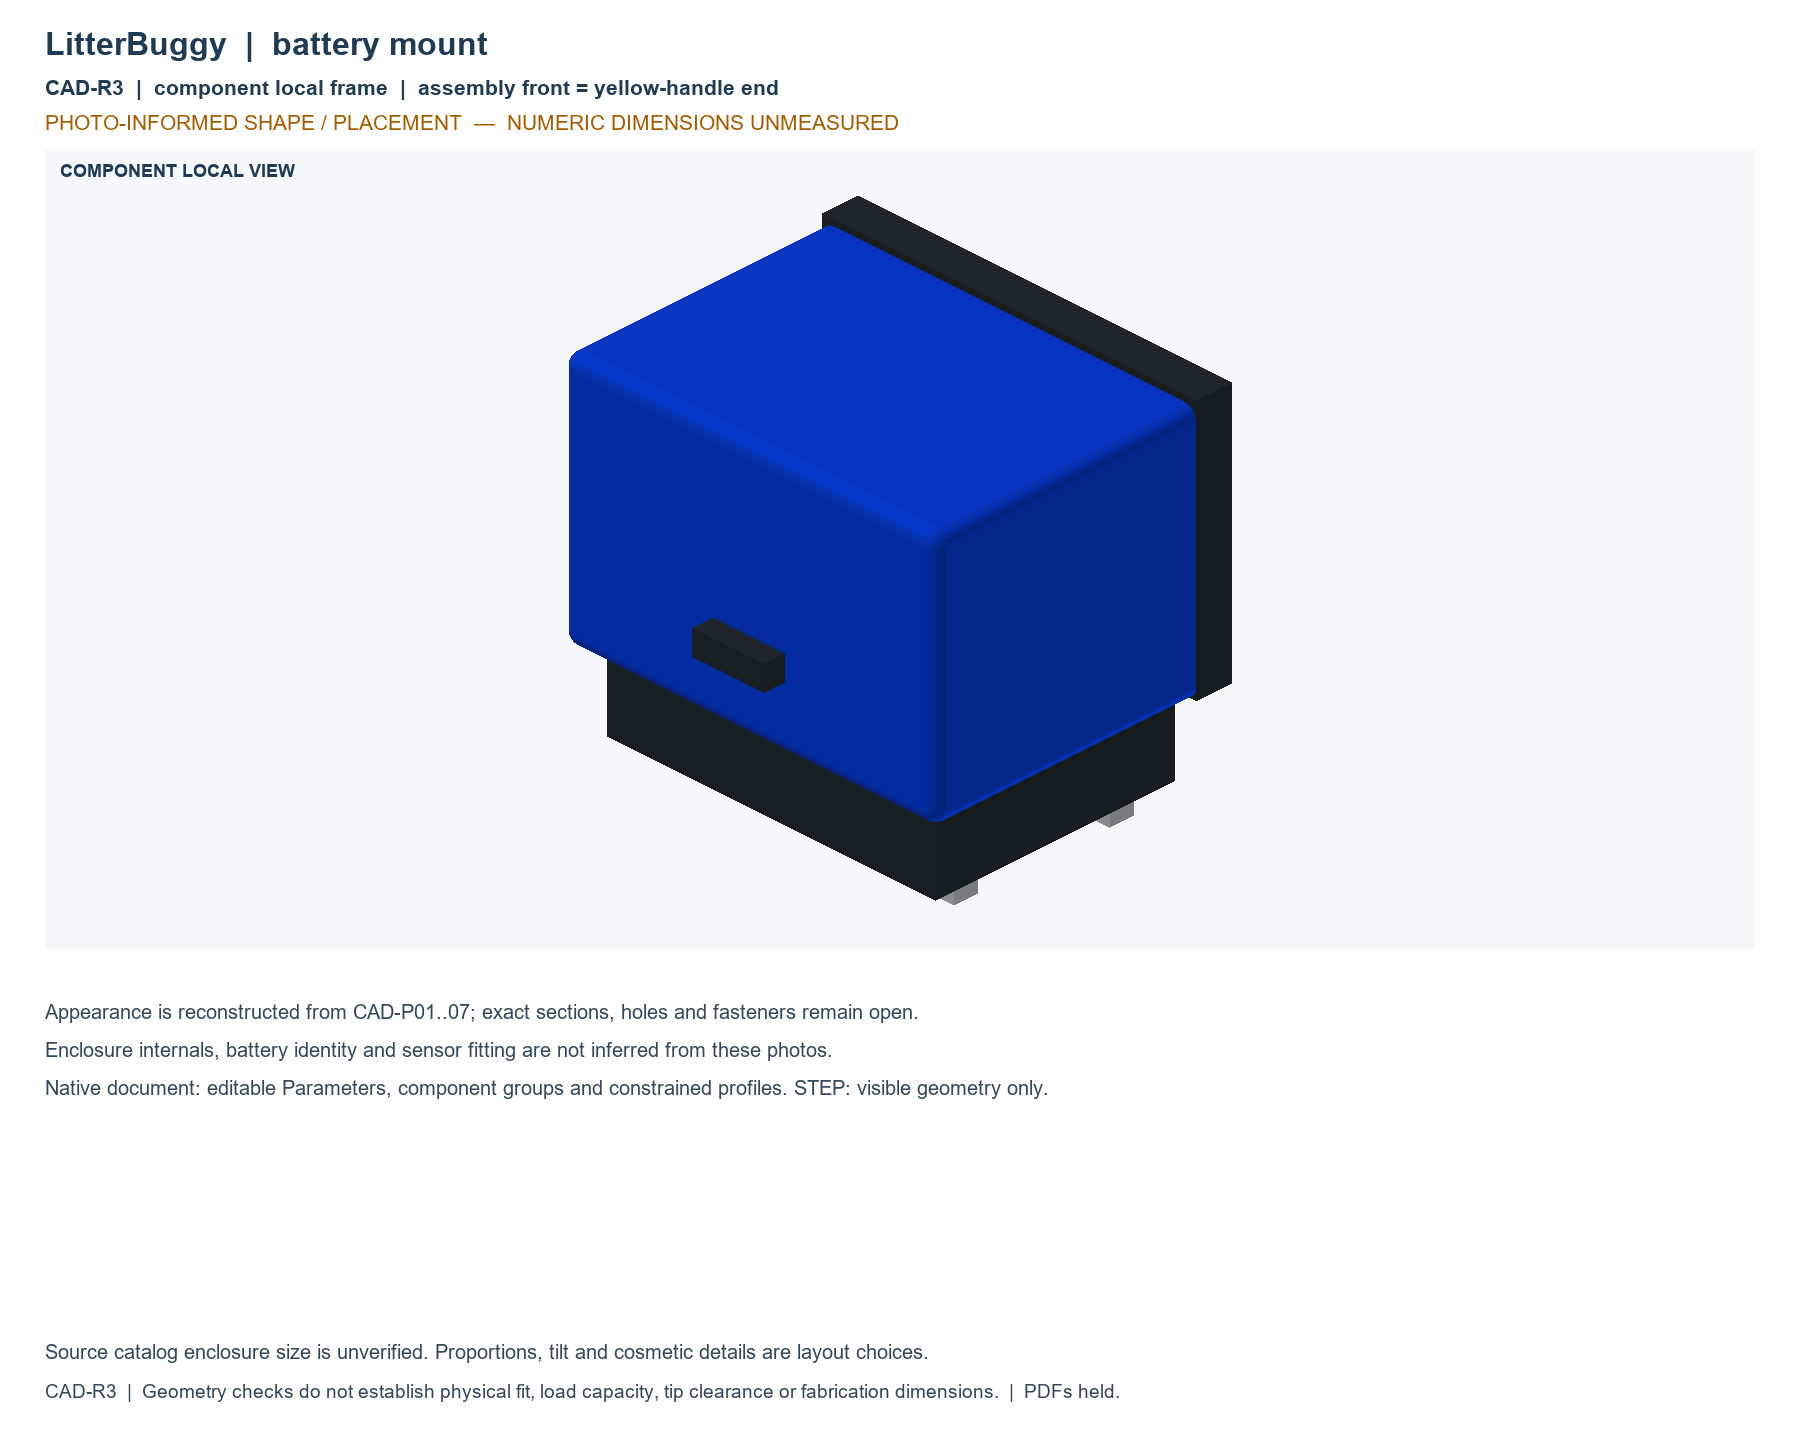 LitterBuggy | battery mount
CAD-R3 | component local frame | assembly front = yellow-handle end
PHOTO-INFORMED SHAPE / PLACEMENT — NUMERIC DIMENSIONS UNMEASURED
COMPONENT LOCAL VIEW
Appearance is reconstructed from CAD-P01..07; exact sections, holes and fasteners remain open.
Enclosure internals, battery identity and sensor fitting are not inferred from these photos.
Native document: editable Parameters, component groups and constrained profiles. STEP: visible geometry only.
Source catalog enclosure size is unverified. Proportions, tilt and cosmetic details are layout choices.
CAD-R3 | Geometry checks do not establish physical fit, load capacity, tip clearance or fabrication dimensions. | PDFs held.